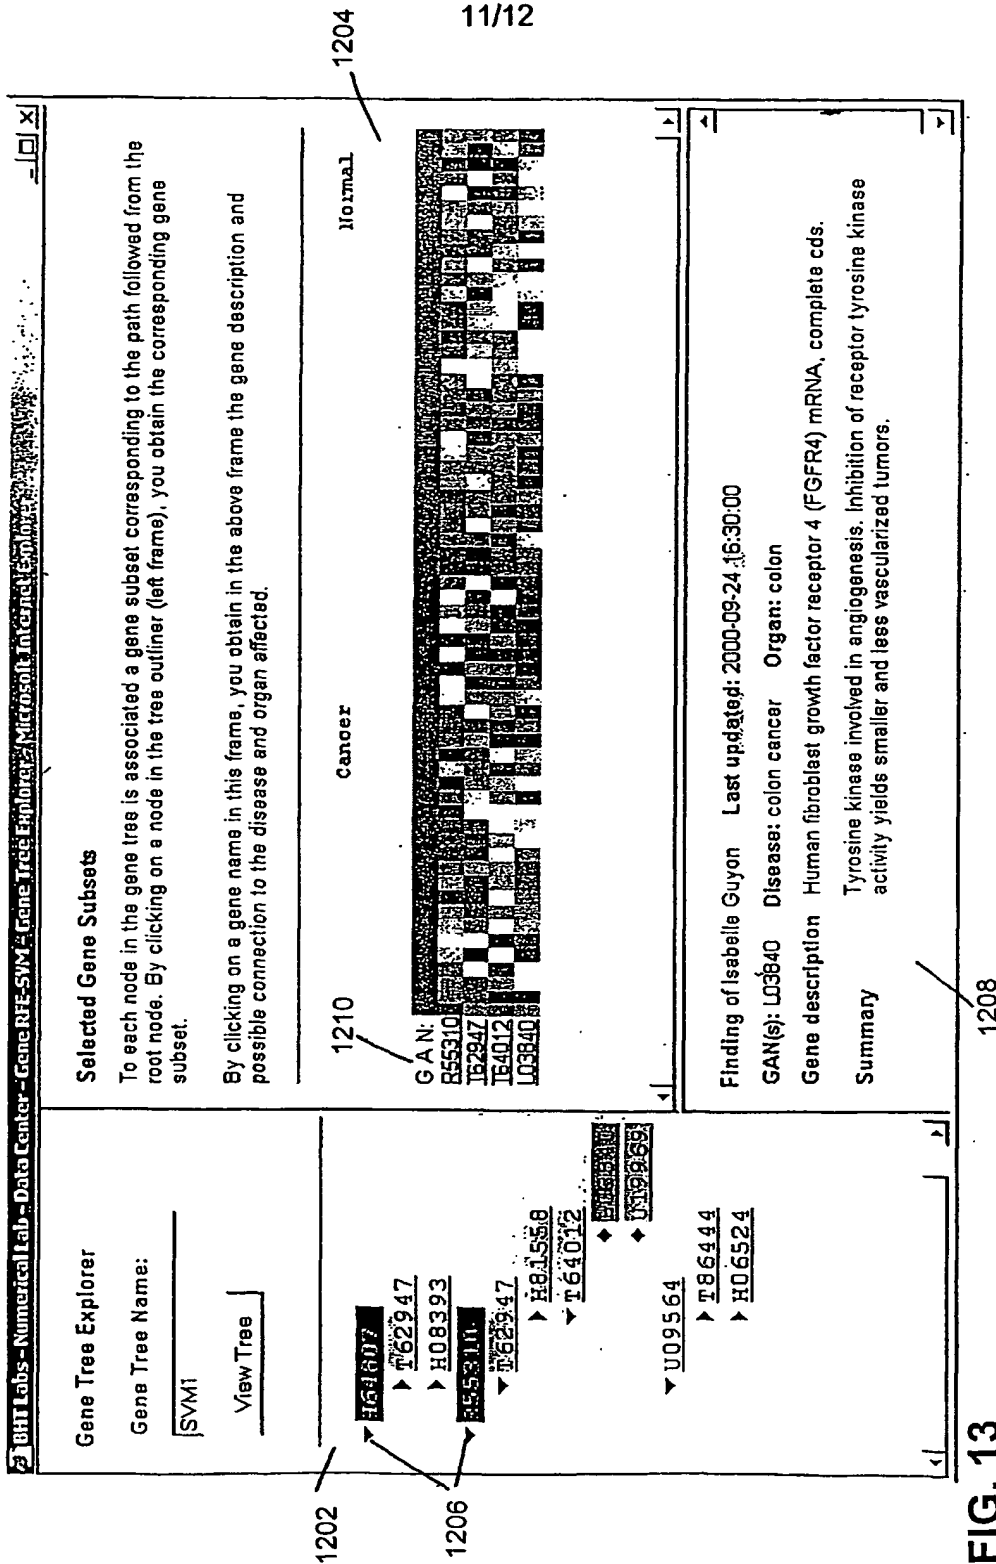 11/12
BHT Labs - Numerical Lab - Data Center - Gene RFE-SVM - Gene Tree Explorer - Microsoft Internet Explorer
Gene Tree Explorer
Gene Tree Name:
SVM1
View Tree
1202
1206
T62947
H08393
R55310
T62947
H81558
T64012
U19969
U09564
T86444
H06524
Selected Gene Subsets
To each node in the gene tree is associated a gene subset corresponding to the path followed from the
root node. By clicking on a node in the tree outliner (left frame), you obtain the corresponding gene
subset.
By clicking on a gene name in this frame, you obtain in the above frame the gene description and
possible connection to the disease and organ affected.
1210
1204
Cancer
Normal
G A N:
R55310
T62947
T64012
L03840
Finding of Isabelle Guyon Last updated: 2000-09-24 16:30:00
GAN(s): L03840 Disease: colon cancer Organ: colon
Gene description Human fibroblast growth factor receptor 4 (FGFR4) mRNA, complete cds.
Summary Tyrosine kinase involved in angiogenesis. Inhibition of receptor tyrosine kinase
activity yields smaller and less vascularized tumors.
1208
FIG. 13